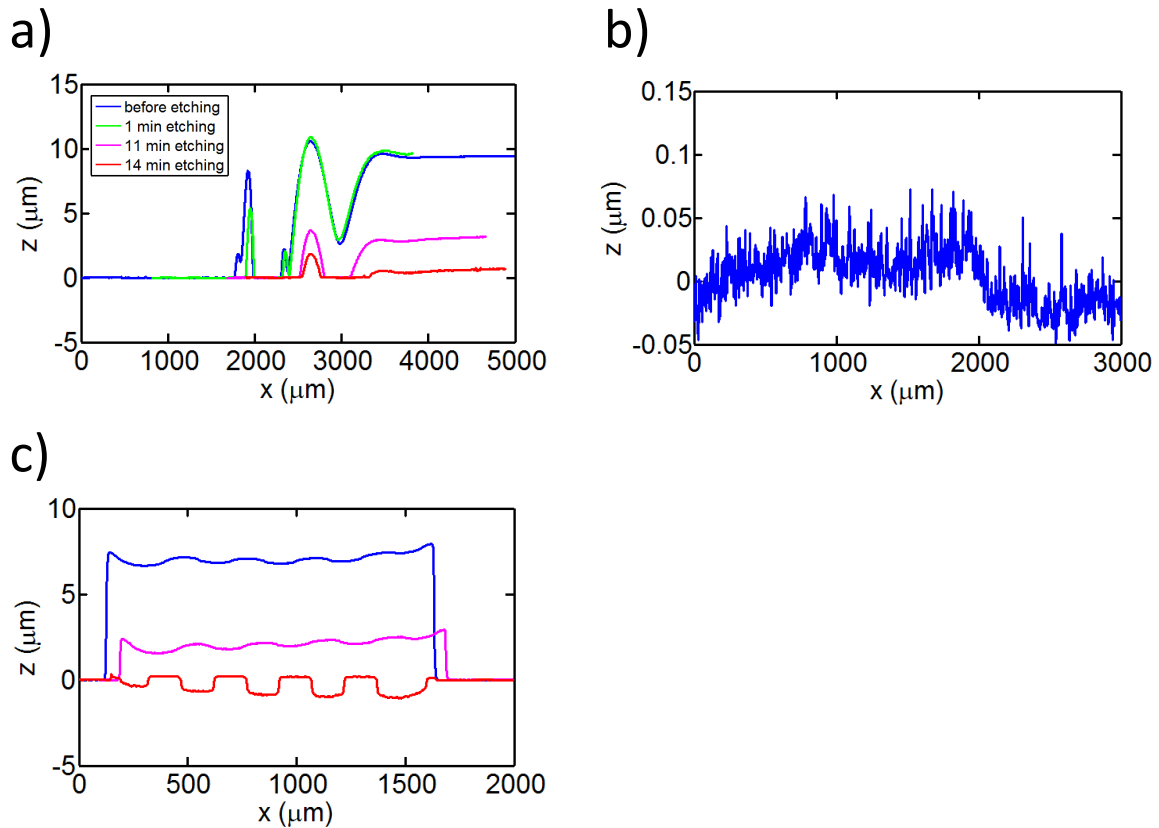 a)
15
10
5
0
-5
z (μm)
before etching
1 min etching
11 min etching
14 min etching
0 1000 2000 3000 4000 5000
x (μm)
b)
0.15
0.1
0.05
0
-0.05
z (μm)
0 1000 2000 3000
x (μm)
c)
10
5
0
-5
z (μm)
0 500 1000 1500 2000
x (μm)